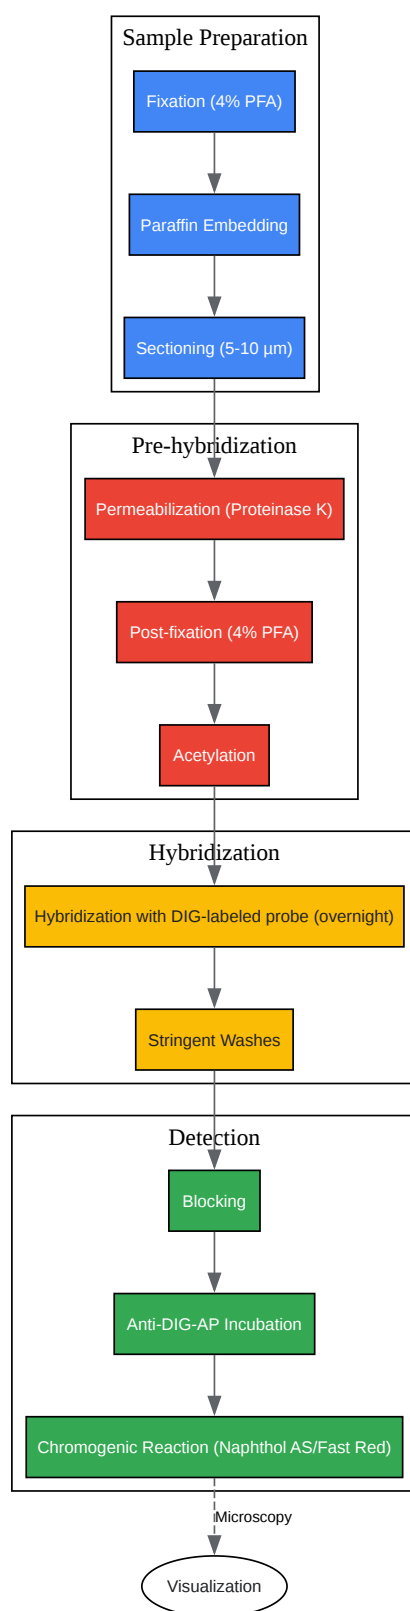 Sample Preparation
Fixation (4% PFA)
Paraffin Embedding
Sectioning (5-10 µm)
Pre-hybridization
Permeabilization (Proteinase K)
Post-fixation (4% PFA)
Acetylation
Hybridization
Hybridization with DIG-labeled probe (overnight)
Stringent Washes
Detection
Blocking
Anti-DIG-AP Incubation
Chromogenic Reaction (Naphthol AS/Fast Red)
Microscopy
Visualization